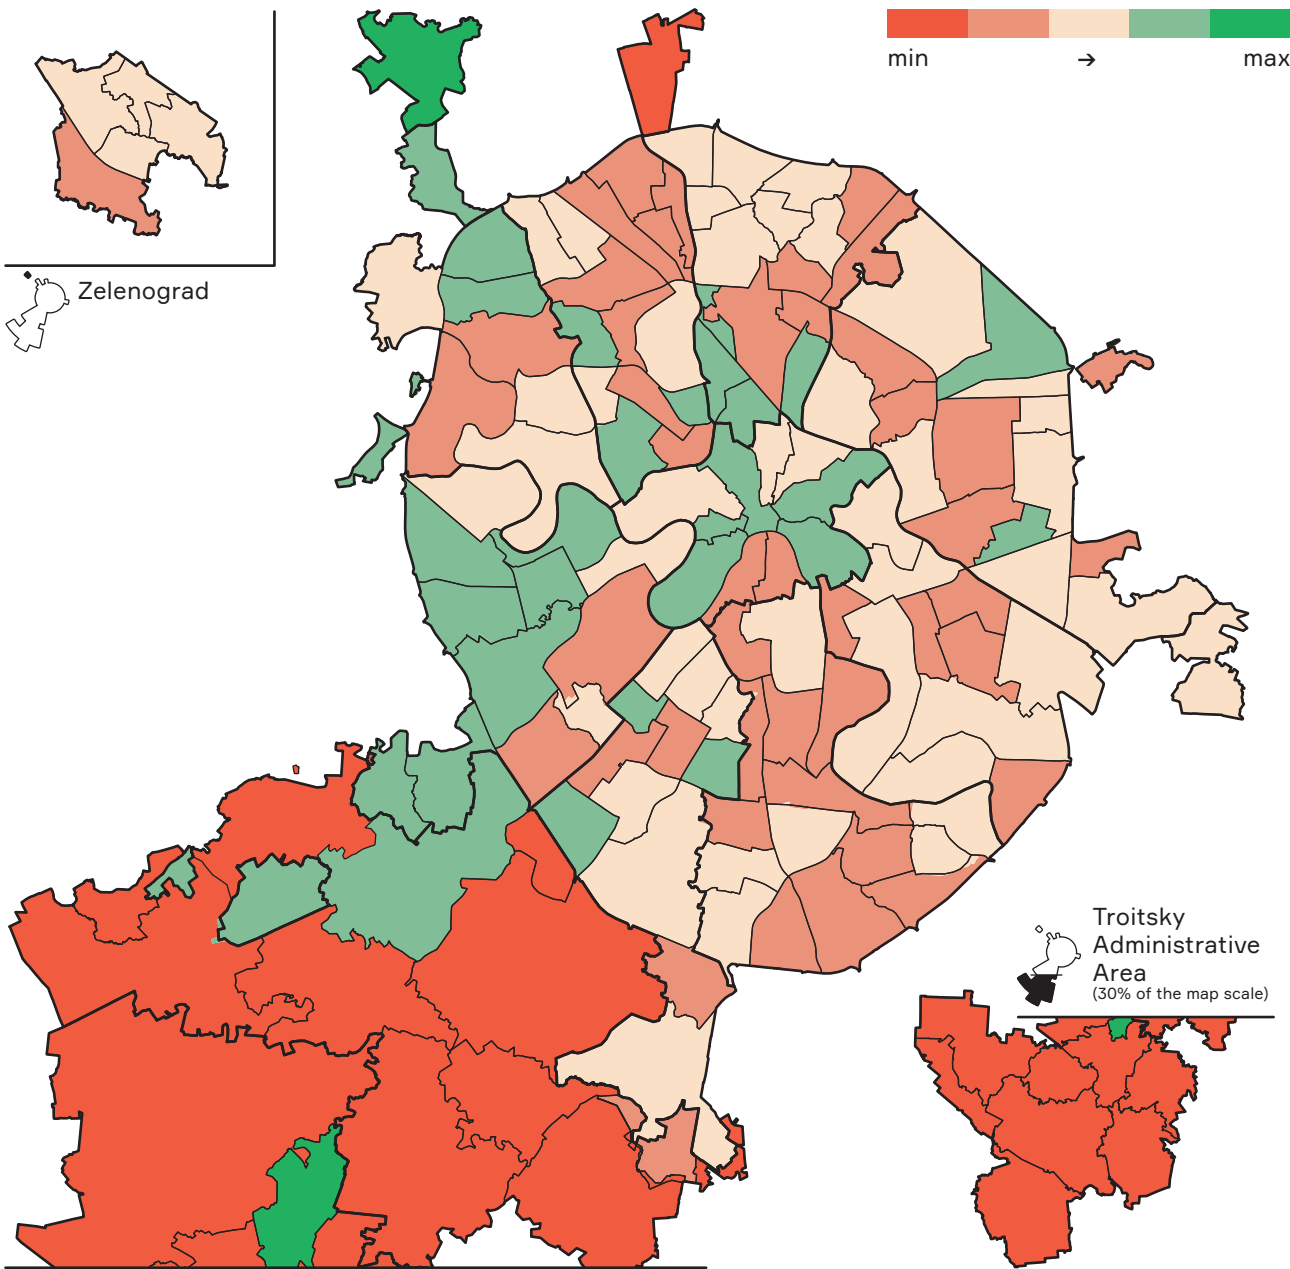 min → max
Zelenograd
Troitsky
Administrative
Area
(30% of the map scale)